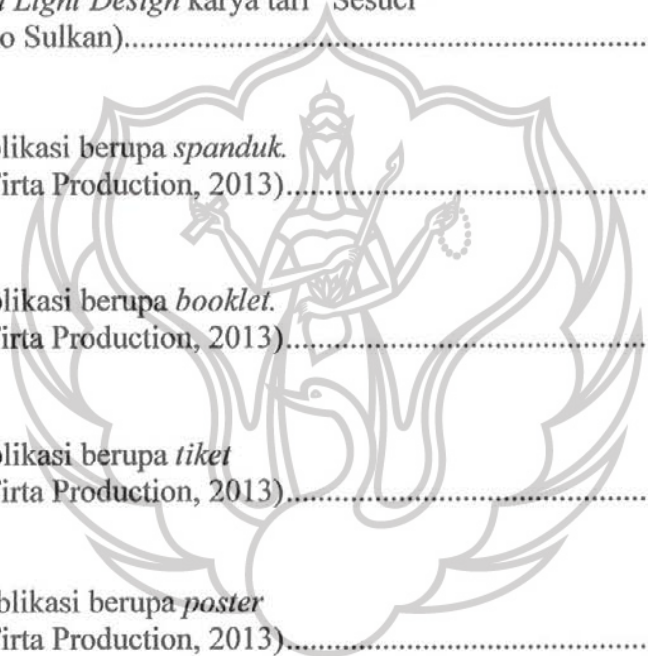 Light Design karya tari "Sesuci"
o Sulkan)..........................................................
likasi berupa spanduk.
irta Production, 2013)........................................
likasi berupa booklet.
irta Production, 2013)........................................
likasi berupa tiket
irta Production, 2013)........................................
blikasi berupa poster
irta Production, 2013)........................................